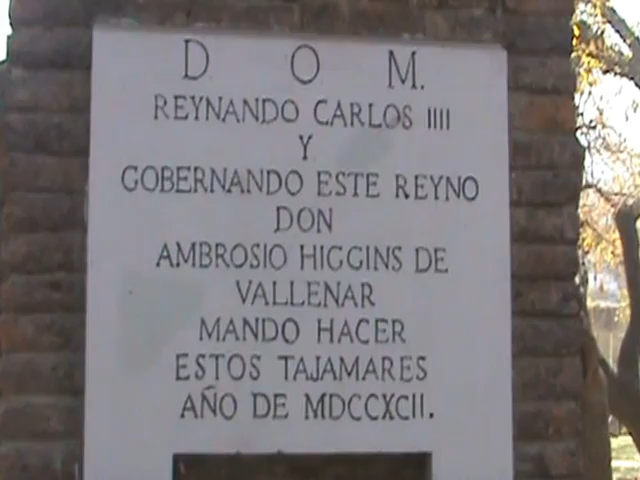 D O M.
REYNANDO CARLOS IIII
Y
GOBERNANDO ESTE REYNO
DON
AMBROSIO HIGGINS DE
VALLENAR
MANDO HACER
ESTOS TAJAMARES
AÑO DE MDCCXCII.